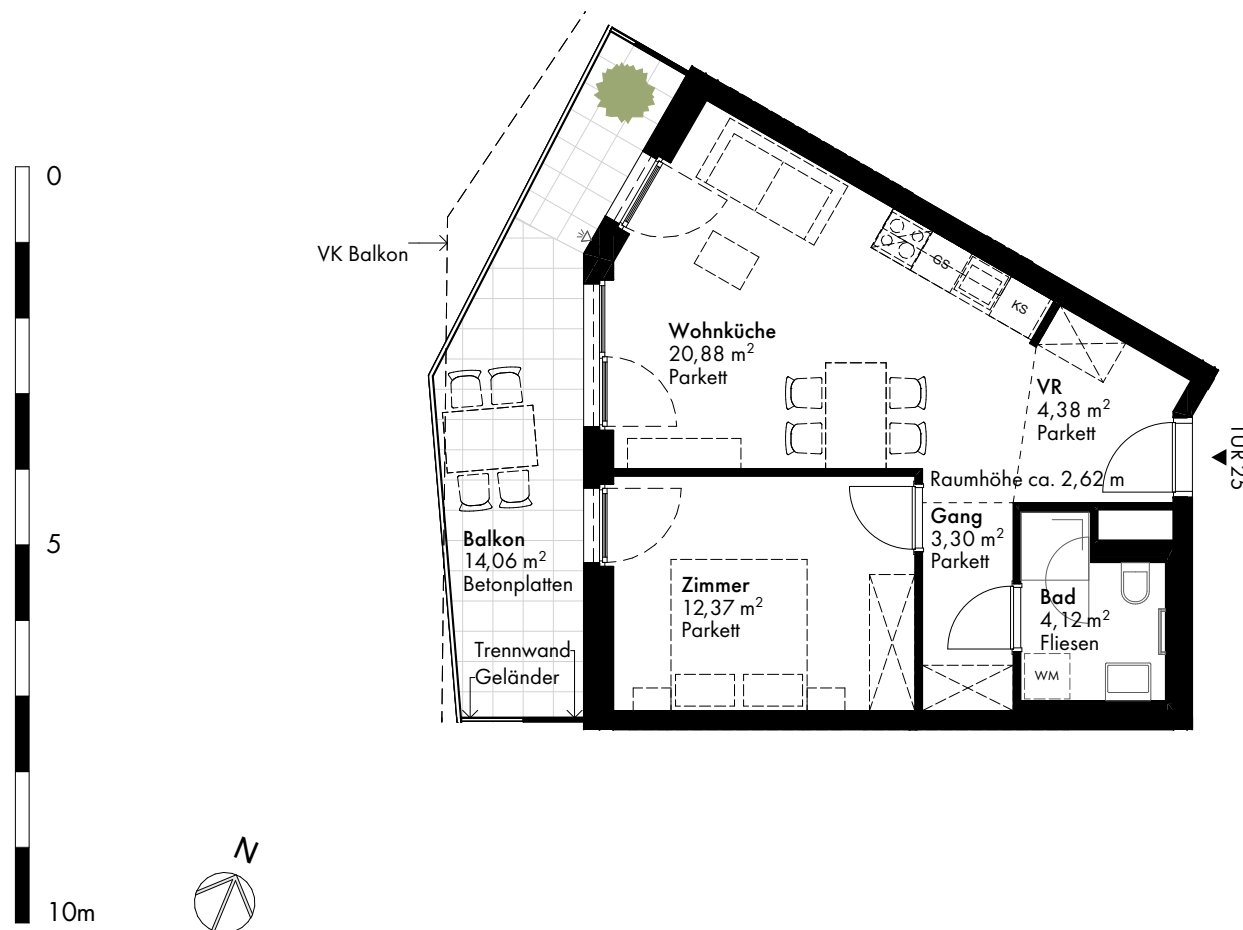 0
5
10m
N
VK Balkon
Wohnküche
20,88 m²
Parkett
GS
KS
VR
4,38 m²
Parkett
TÜR 25
Raumhöhe ca. 2,62 m
Gang
3,30 m²
Parkett
Balkon
14,06 m²
Betonplatten
Zimmer
12,37 m²
Parkett
Bad
4,12 m²
Fliesen
WM
Trennwand
Geländer